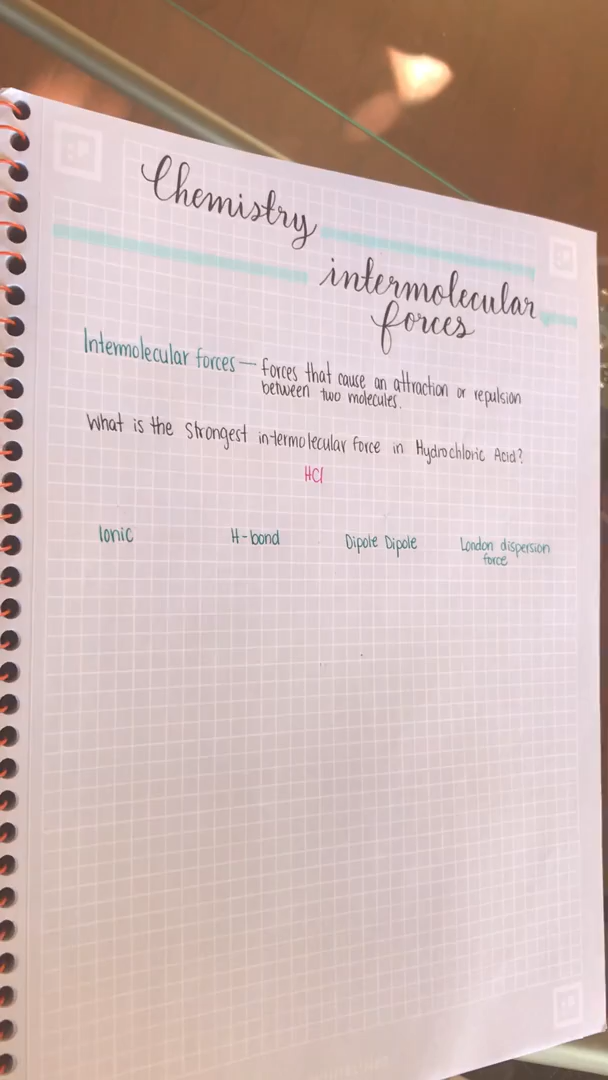 Chemistry
intermolecular
forces
Intermolecular forces — forces that cause an attraction or repulsion
between two molecules.
What is the strongest intermolecular force in Hydrochloric Acid?
HCl
Ionic H-bond Dipole Dipole London dispersion
force